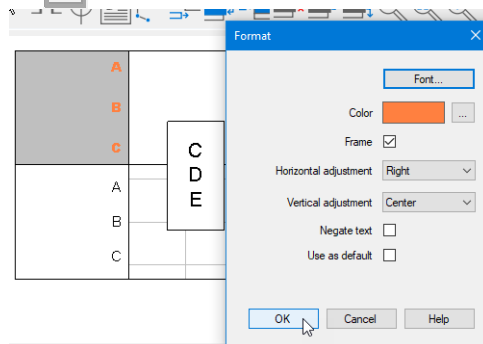 Format
A
B
C
C
D
E
A
B
C
Font...
Color
...
Frame
Horizontal adjustment Right
Vertical adjustment Center
Negate text
Use as default
OK Cancel Help